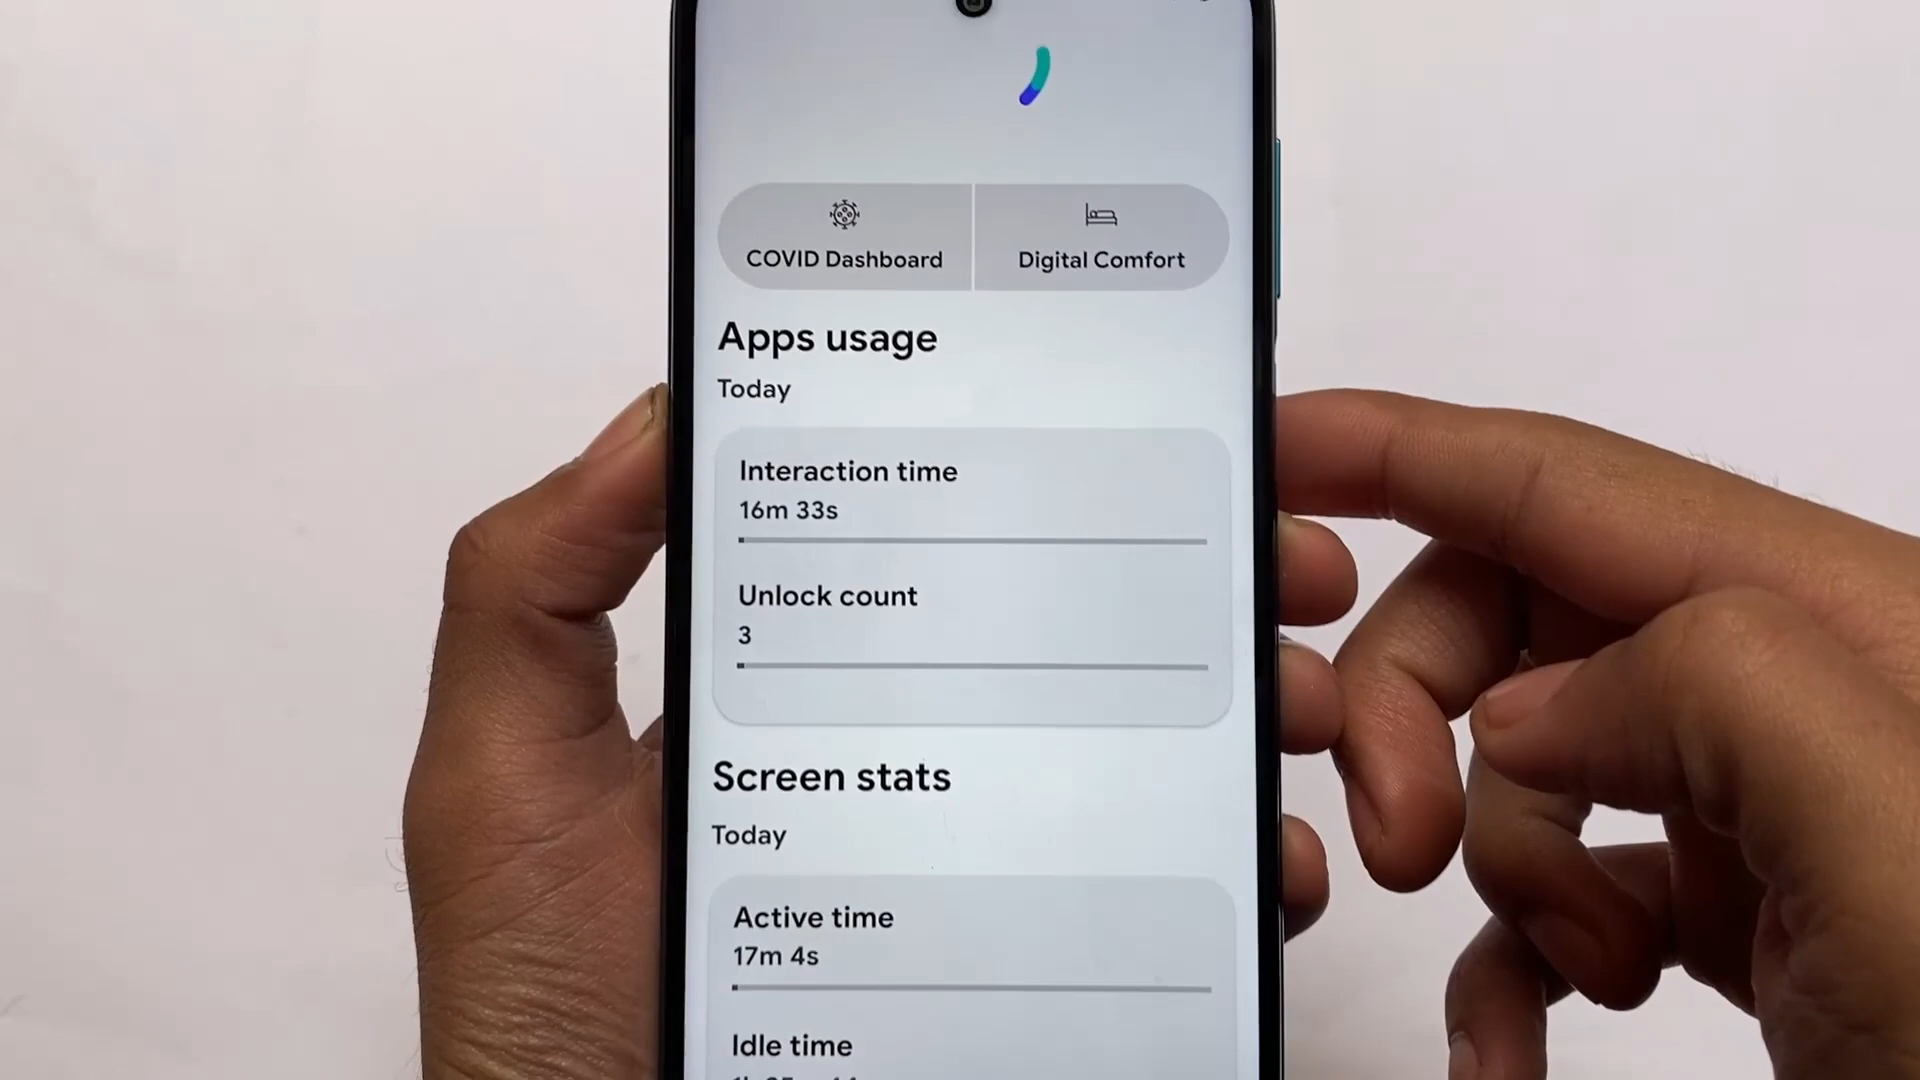 COVID Dashboard
Digital Comfort
Apps usage
Today
Interaction time
16m 33s
Unlock count
3
Screen stats
Today
Active time
17m 4s
Idle time